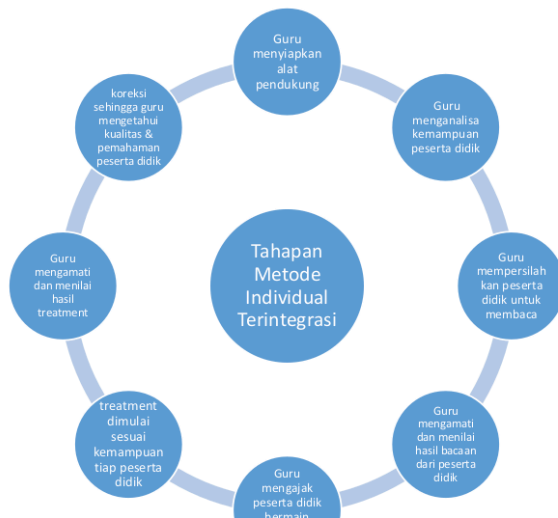 Guru
menyiapkan
alat
pendukung
Guru
menganalisa
kemampuan
peserta didik
Guru
mempersilah
kan peserta
didik untuk
membaca
Guru
mengamati
dan menilai
hasil bacaan
dari peserta
didik
Guru
mengajak
peserta didik
bermain
treatment
dimulai
sesuai
kemampuan
tiap peserta
didik
Guru
mengamati
dan menilai
hasil
treatment
koreksi
sehingga guru
mengetahui
kualitas &
pemahaman
peserta didik
Tahapan
Metode
Individual
Terintegrasi